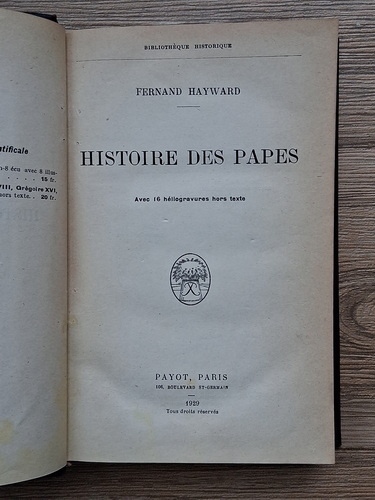 tificale
n-8 écu avec 8 illus-
. . . . . 15 fr.
VIII, Grégoire XVI,
hors texte. . 20 fr.
BIBLIOTHÈQUE HISTORIQUE
FERNAND HAYWARD
HISTOIRE DES PAPES
Avec 16 héliogravures hors texte
PAYOT, PARIS
106, BOULEVARD ST-GERMAIN
1929
Tous droits réservés